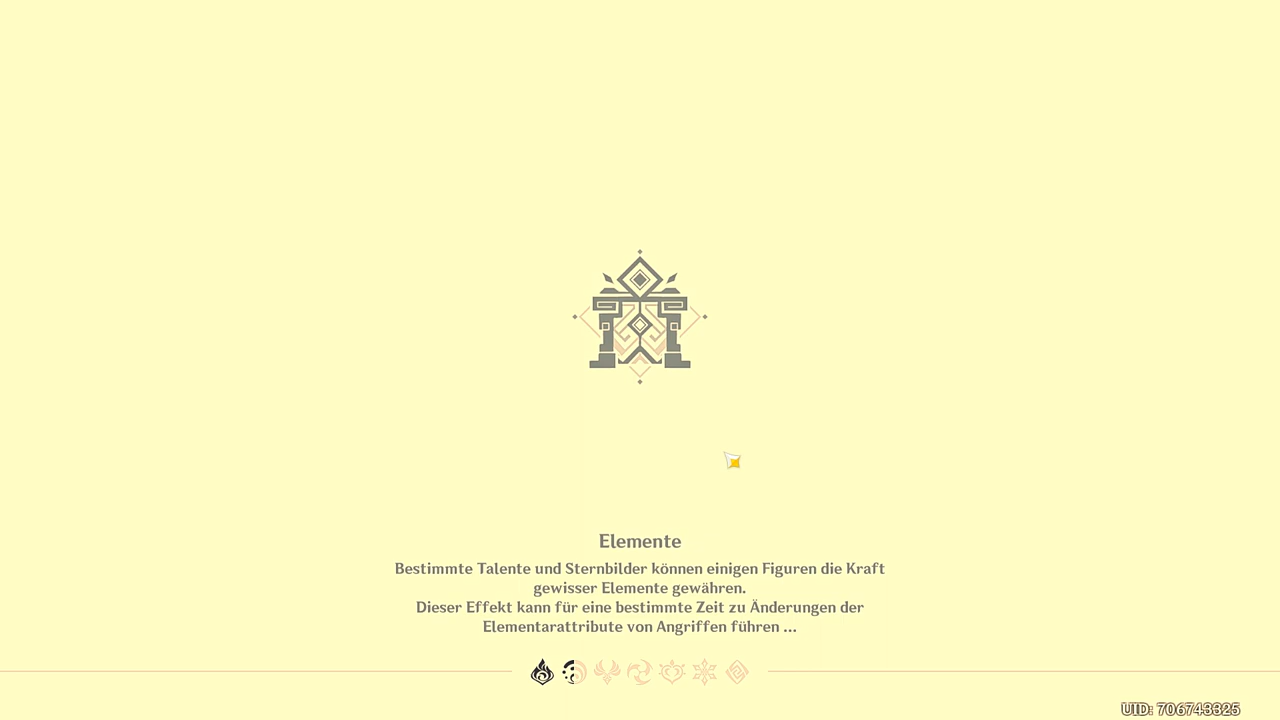 Elemente
Bestimmte Talente und Sternbilder können einigen Figuren die Kraft
gewisser Elemente gewähren.
Dieser Effekt kann für eine bestimmte Zeit zu Änderungen der
Elementarattribute von Angriffen führen ...
UID: 706743325